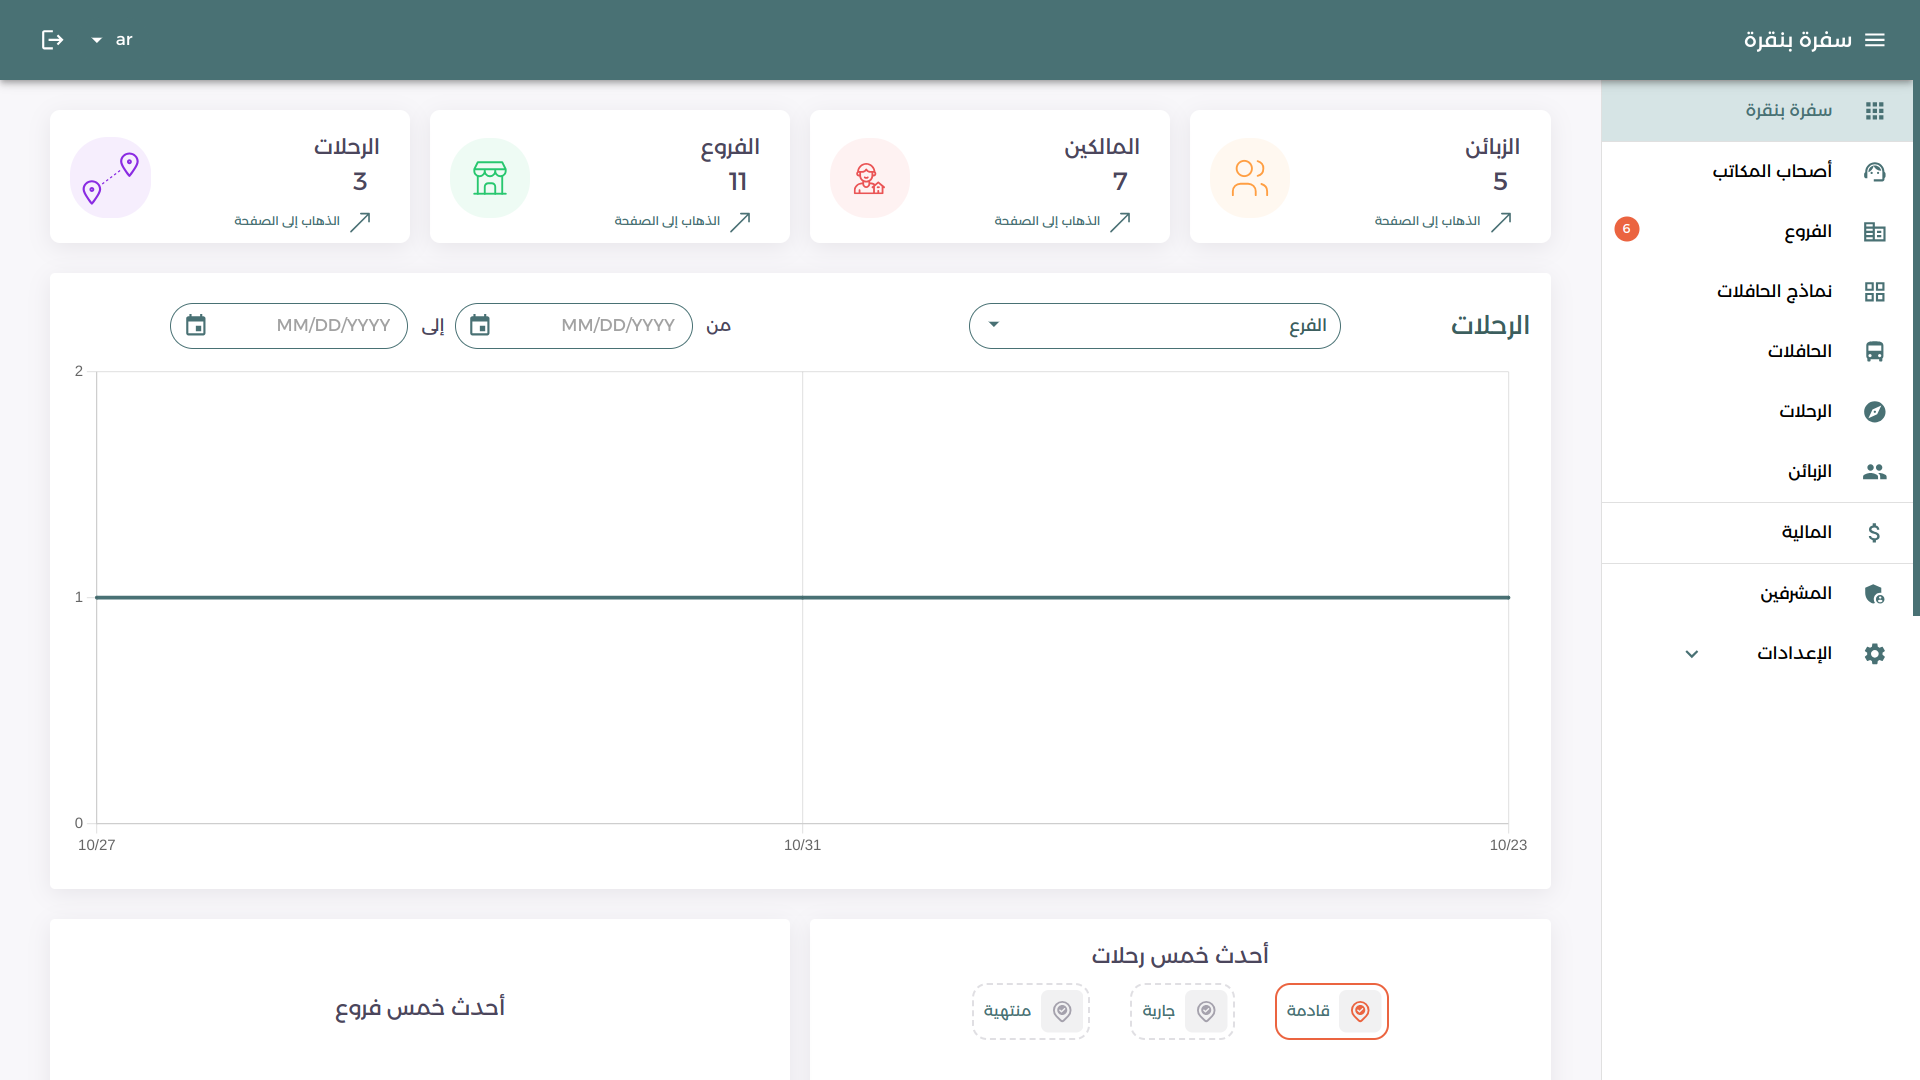 سفرة بنقرة
ar
سفرة بنقرة
أصحاب المكاتب
الفروع
6
نماذج الحافلات
الحافلات
الرحلات
الزبائن
المالية
المشرفين
الإعدادات
الزبائن
5
الذهاب إلى الصفحة
المالكين
7
الذهاب إلى الصفحة
الفروع
11
الذهاب إلى الصفحة
الرحلات
3
الذهاب إلى الصفحة
الرحلات
الفرع
من
MM/DD/YYYY
إلى
MM/DD/YYYY
2
1
0
10/27
10/31
10/23
أحدث خمس رحلات
قادمة
جارية
منتهية
أحدث خمس فروع